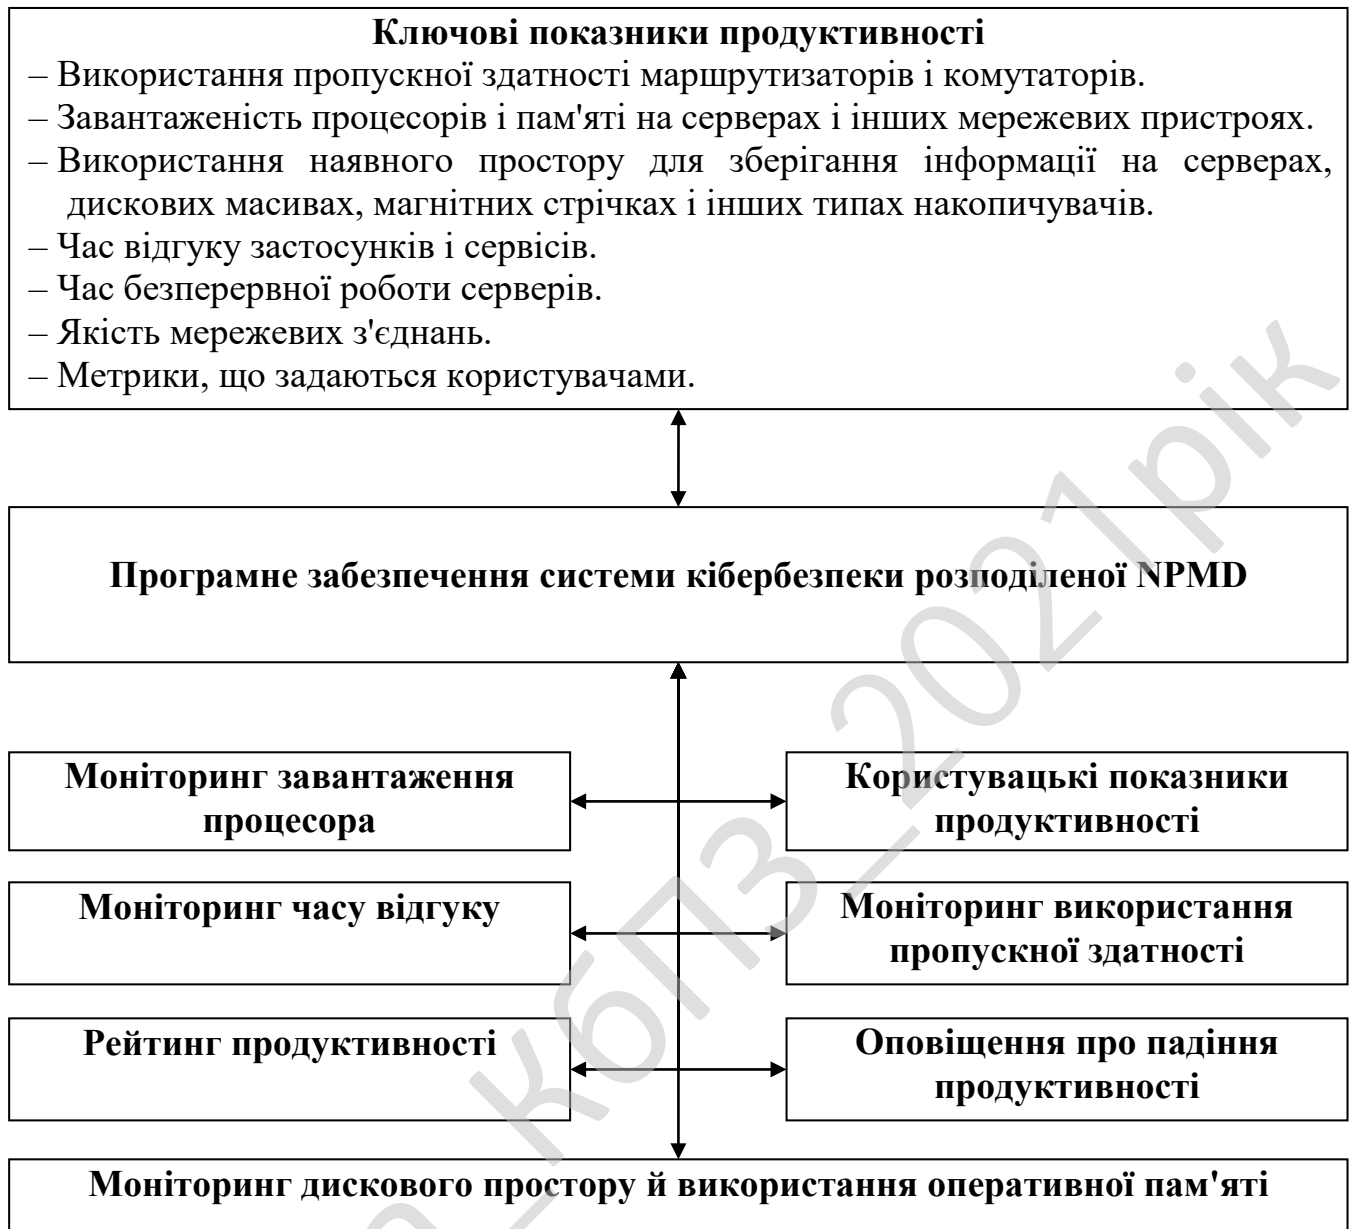 Ключові показники продуктивності
– Використання пропускної здатності маршрутизаторів і комутаторів.
– Завантаженість процесорів і пам'яті на серверах і інших мережевих пристроях.
– Використання наявного простору для зберігання інформації на серверах,
дискових масивах, магнітних стрічках і інших типах накопичувачів.
– Час відгуку застосунків і сервісів.
– Час безперервної роботи серверів.
– Якість мережевих з'єднань.
– Метрики, що задаються користувачами.
Програмне забезпечення системи кібербезпеки розподіленої NPMD
Моніторинг завантаження
процесора
Користувацькі показники
продуктивності
Моніторинг часу відгуку
Моніторинг використання
пропускної здатності
Рейтинг продуктивності
Оповіщення про падіння
продуктивності
Моніторинг дискового простору й використання оперативної пам'яті
_КбПЗ_2021рік